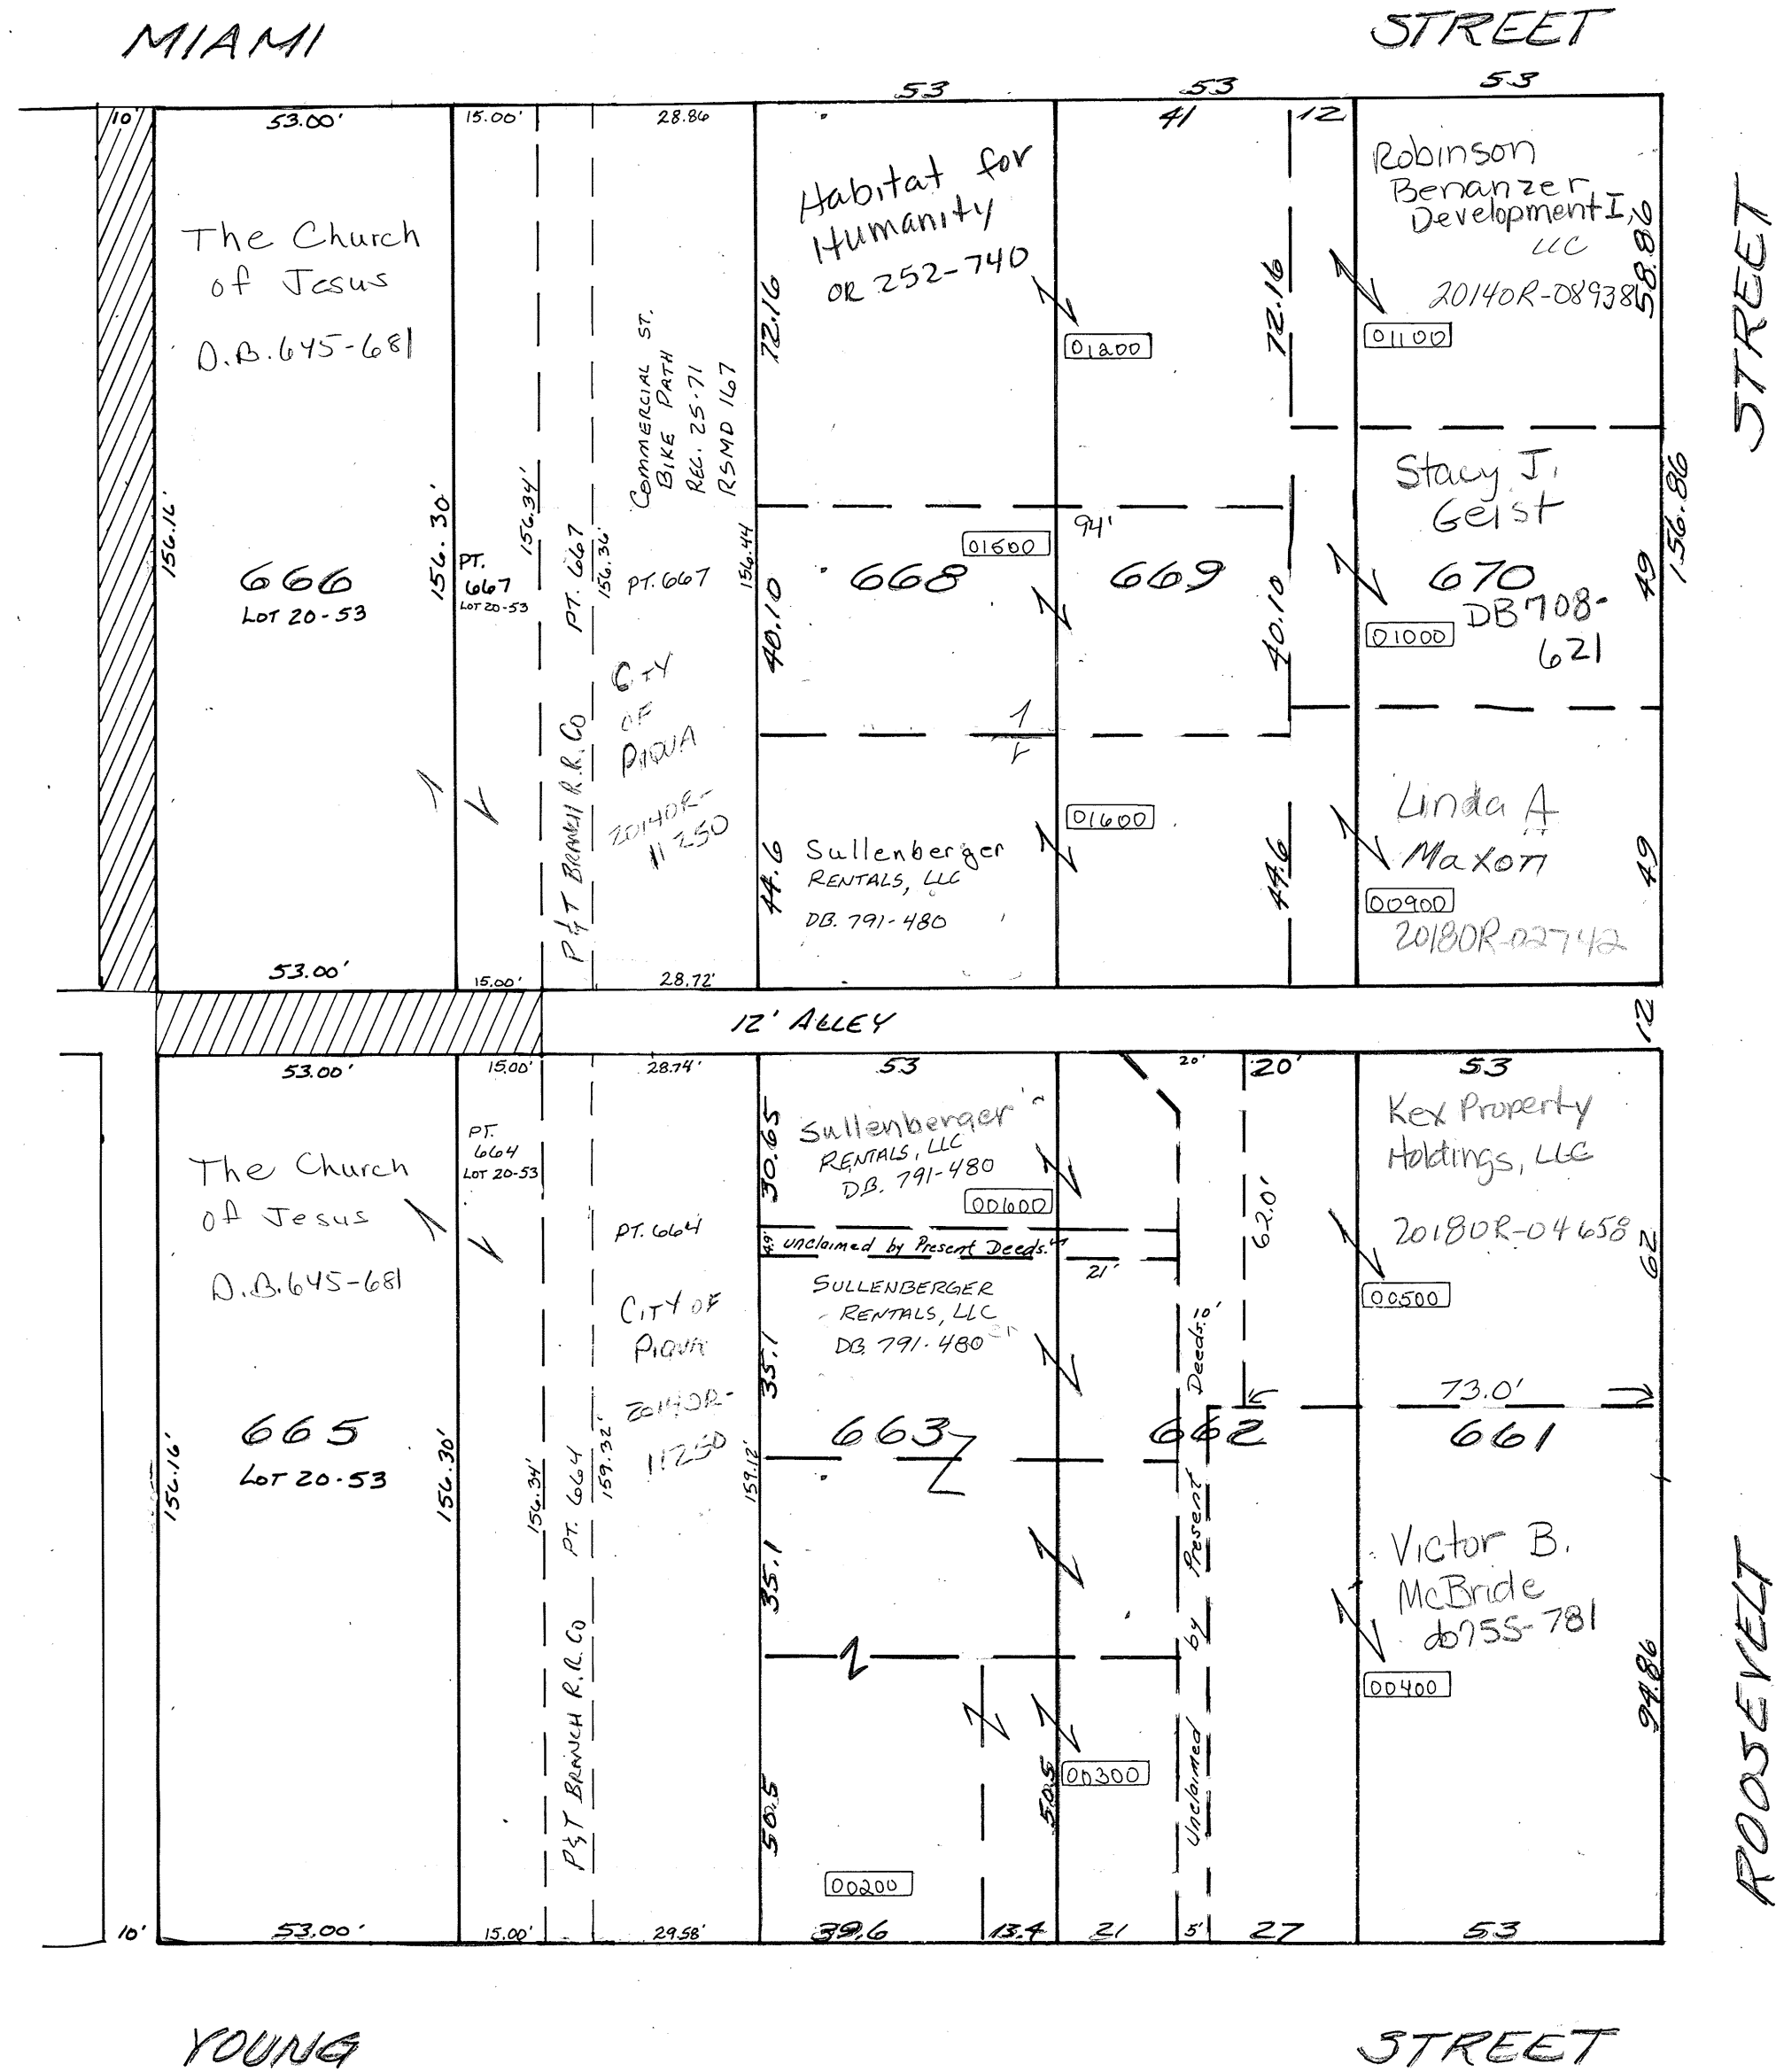 MIAMI STREET
53 53 53
10' 53.00' 15.00' 28.86 41 12
The Church
of Jesus
D.B. 645-681
156.16'
666
LOT 20-53
156.30'
PT.
667
LOT 20-53
156.34'
PT. 667
156.36'
P&T BRANCH R.R. CO
COMMERCIAL ST.
BIKE PATH
REC. 25-71
RSMD 167
PT. 667
156.44
CITY
OF
PIQUA
20140R-
11250
Habitat for
Humanity
OR 252-740
72.16
01200
72.16
Robinson
Benanzer
Development I,
LLC
20140R-08938
58.86
01100
STREET
01500
94'
668
669
40.10
40.10
Stacy J.
Geist
670
DB 708-
621
01000
49
156.86
Sullenberger
RENTALS, LLC
DB. 791-480
44.6
01600
44.6
Linda A
Maxon
00900
20180R-02742
49
53.00' 15.00' 28.72'
12' ALLEY
12
53.00' 15.00' 28.74' 53 20' 20' 53
The Church
of Jesus
D.B. 645-681
156.16'
665
LOT 20-53
156.30'
PT.
664
LOT 20-53
156.34'
PT. 664
159.32'
P&T BRANCH R.R. CO
PT. 664
CITY OF
PIQUA
20140R-
11250
159.12'
30.65
Sullenberger
RENTALS, LLC
DB. 791-480
00600
4.9'
unclaimed by Present Deeds.
21'
SULLENBERGER
RENTALS, LLC
DB. 791-480
35.1
663
662
661
35.1
50.5
50.5
00300
00200
Unclaimed by Present Deeds.
62.0'
Kex Property
Holdings, LLC
20180R-04658
62
00500
73.0'
Victor B.
McBride
db755-781
00400
94.86
ROOSEVELT
10' 53.00' 15.00' 29.58' 39.6 13.4 21 5' 27 53
YOUNG STREET